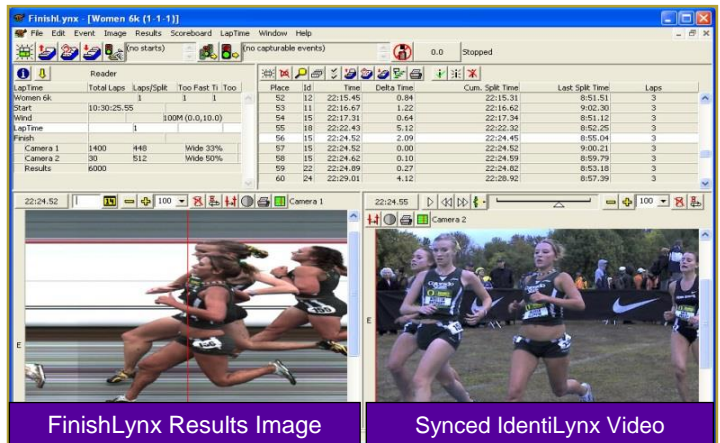 FinishLynx - [Women 6k (1-1-1)]
File Edit Event Image Results Scoreboard LapTime Window Help
(no starts) (no capturable events) 0.0 Stopped
Reader
LapTime Total Laps Laps/Split Too Fast Ti Too
Women 6k 1 1 1
Start 10:30:25.55
Wind 100M (0.0,10.0)
LapTime 1
Finish
Camera 1 1400 448 Wide 33%
Camera 2 30 512 Wide 50%
Results 6000
Place Id Time Delta Time Cum. Split Time Last Split Time Laps
52 12 22:15.45 0.84 22:15.31 8:51.51 3
53 11 22:16.67 1.22 22:16.62 9:02.30 3
54 15 22:17.31 0.64 22:17.34 8:51.12 3
55 18 22:22.43 5.12 22:22.32 8:52.25 3
56 15 22:24.52 2.09 22:24.45 8:55.04 3
57 15 22:24.52 0.00 22:24.52 9:00.21 3
58 15 22:24.62 0.10 22:24.59 8:59.79 3
59 22 22:24.89 0.27 22:24.82 8:53.18 3
60 24 22:29.01 4.12 22:28.92 8:57.39 3
22:24.52 100 Camera 1
22:24.55 100
Camera 2
E
E
FinishLynx Results Image
Synced IdentiLynx Video